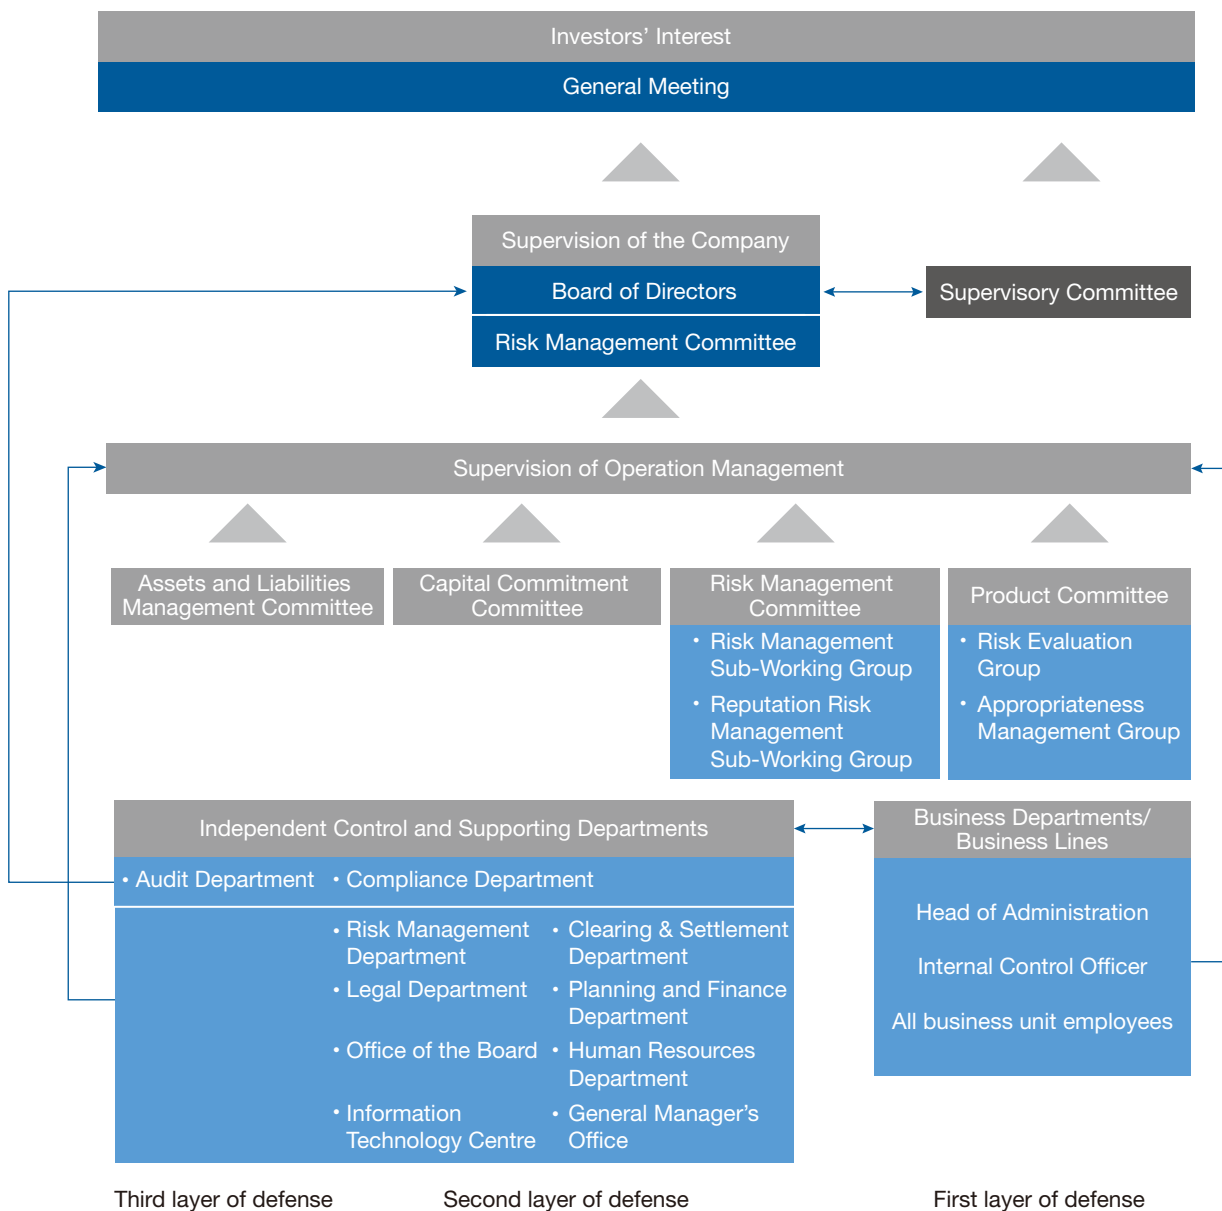 Investors’ Interest
General Meeting
Supervision of the Company
Board of Directors
Supervisory Committee
Risk Management Committee
Supervision of Operation Management
Assets and Liabilities
Management Committee
Capital Commitment
Committee
Risk Management
Committee
• Risk Management
Sub-Working Group
• Reputation Risk
Management
Sub-Working Group
Product Committee
• Risk Evaluation
Group
• Appropriateness
Management Group
Independent Control and Supporting Departments
• Audit Department
• Compliance Department
• Risk Management
Department
• Clearing & Settlement
Department
• Legal Department
• Planning and Finance
Department
• Office of the Board
• Human Resources
Department
• Information
Technology Centre
• General Manager’s
Office
Business Departments/
Business Lines
Head of Administration
Internal Control Officer
All business unit employees
Third layer of defense
Second layer of defense
First layer of defense